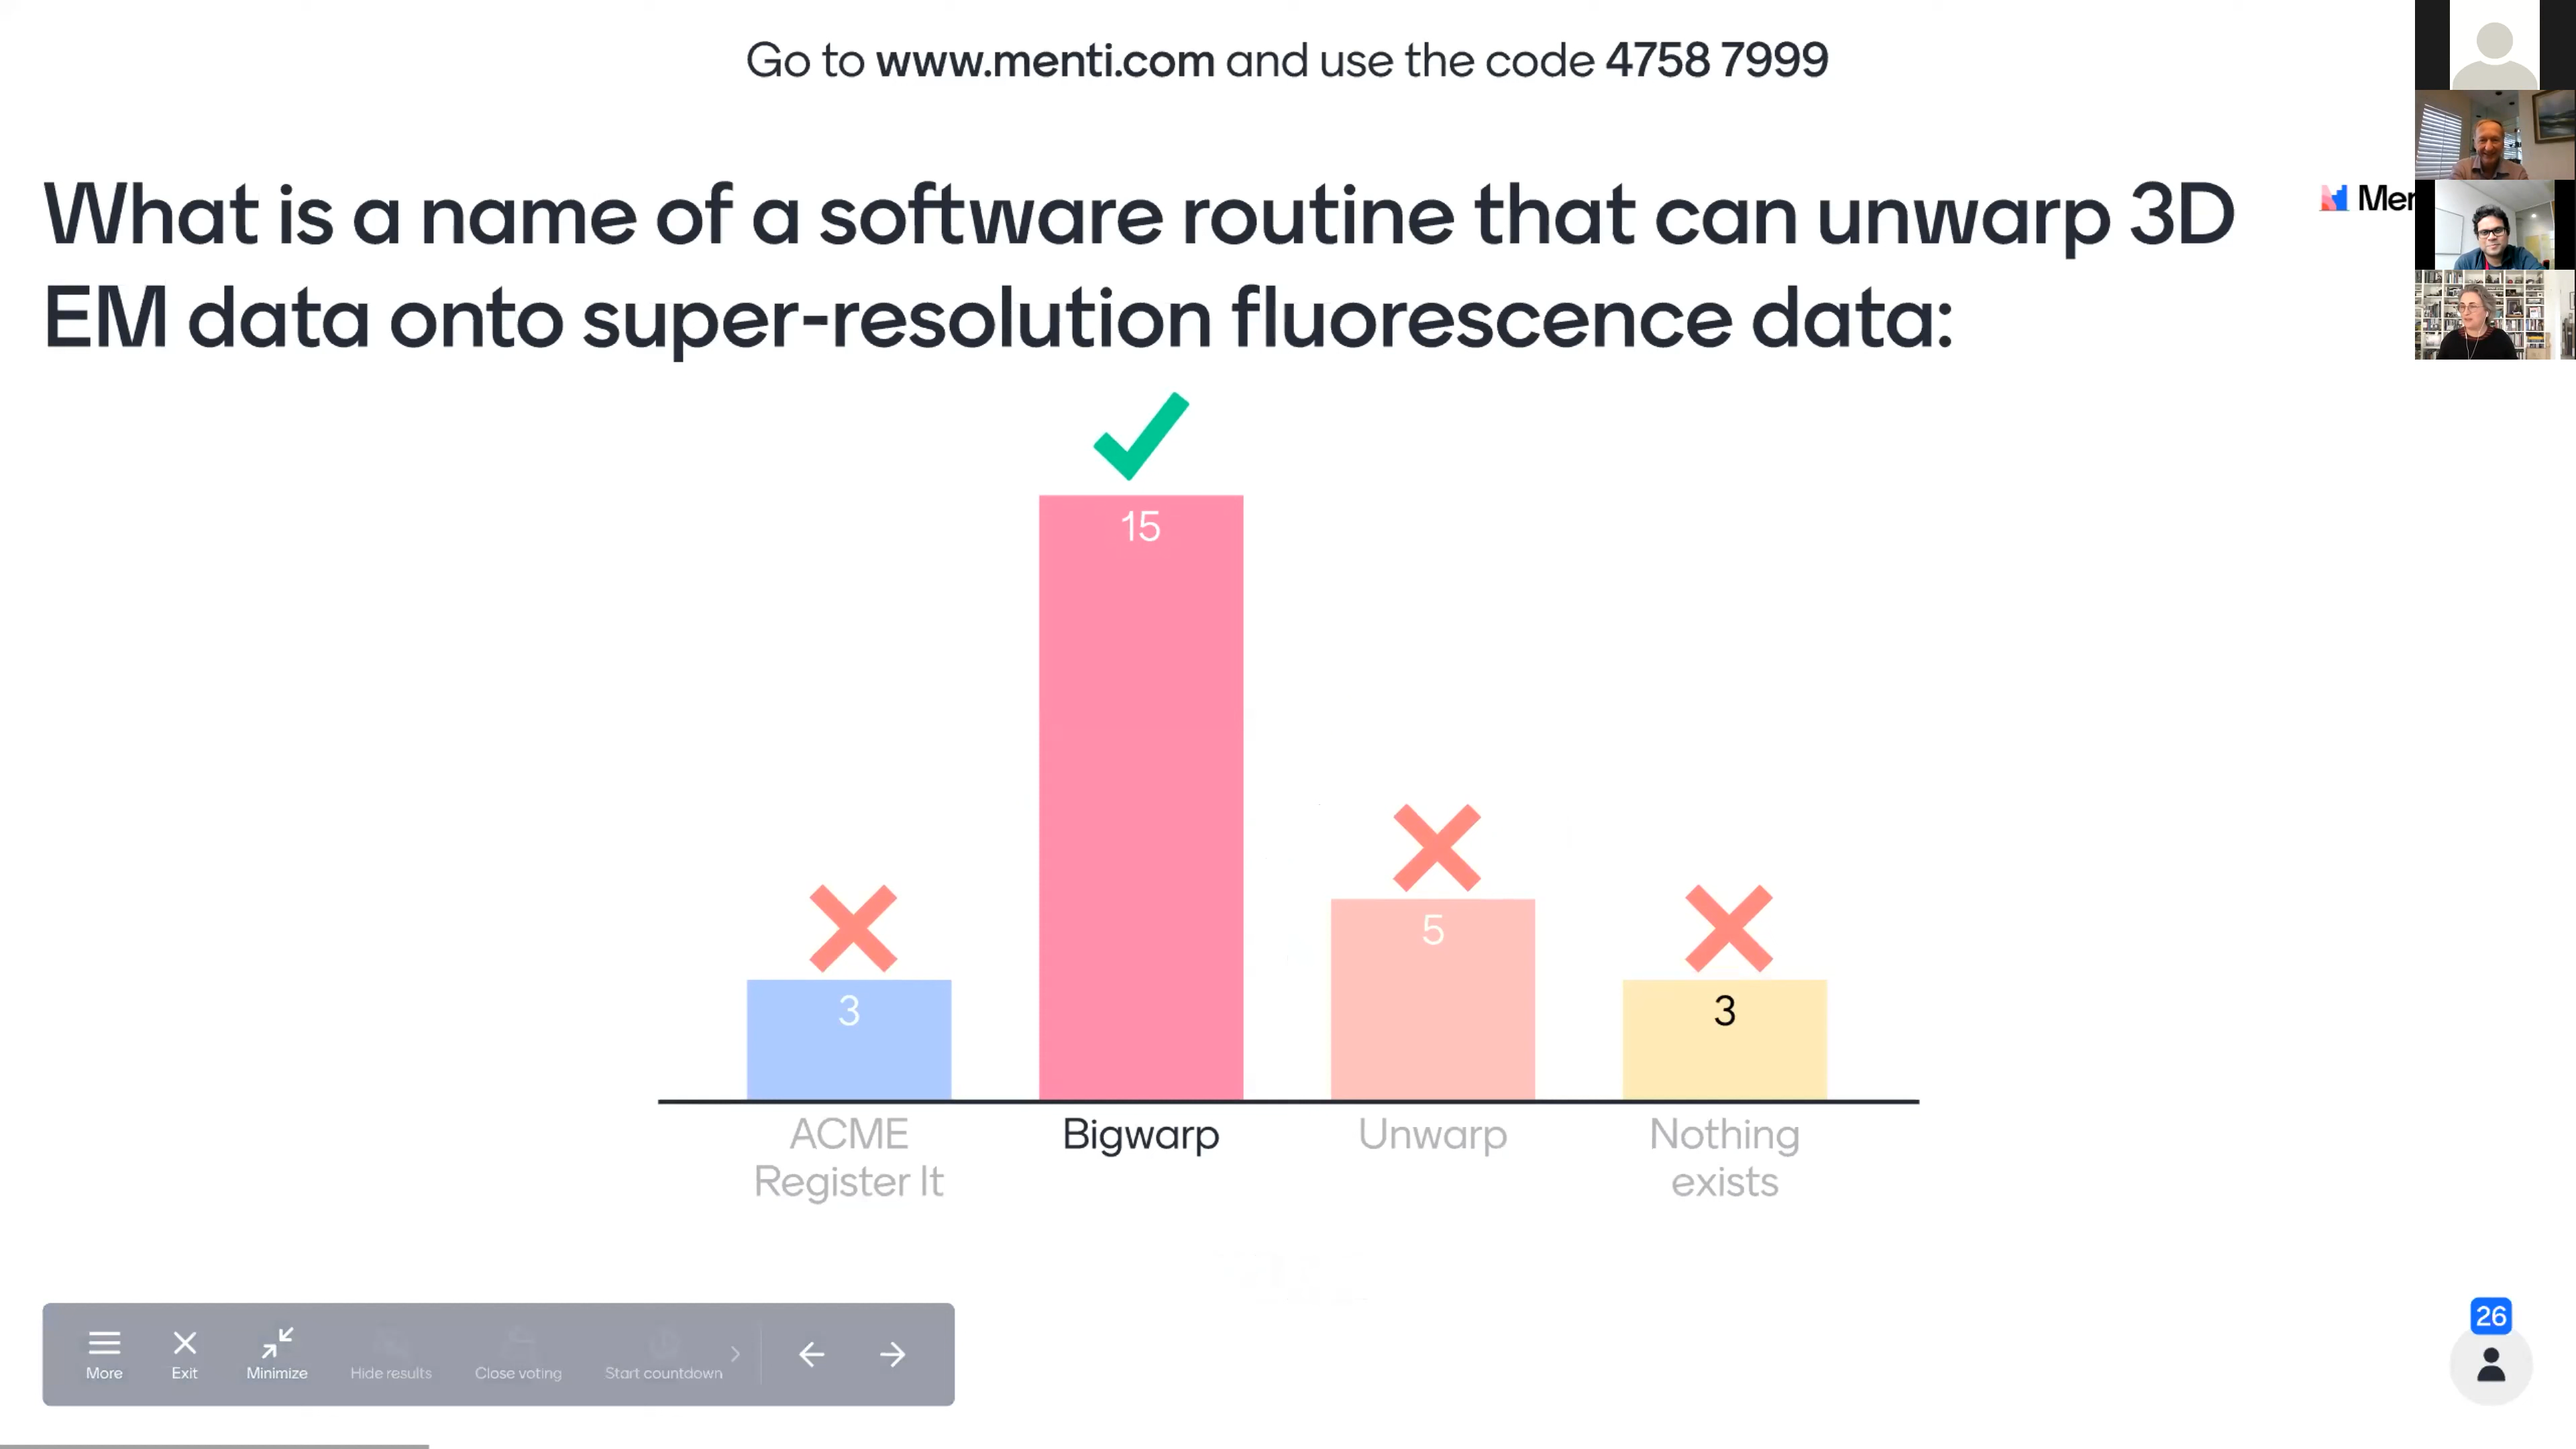 Go to www.menti.com and use the code 4758 7999
What is a name of a software routine that can unwarp 3D
EM data onto super-resolution fluorescence data:
Mer
15
5
3
3
ACME
Register It
Bigwarp
Unwarp
Nothing
exists
More
Exit
Minimize
Hide results
Close voting
Start countdown
26